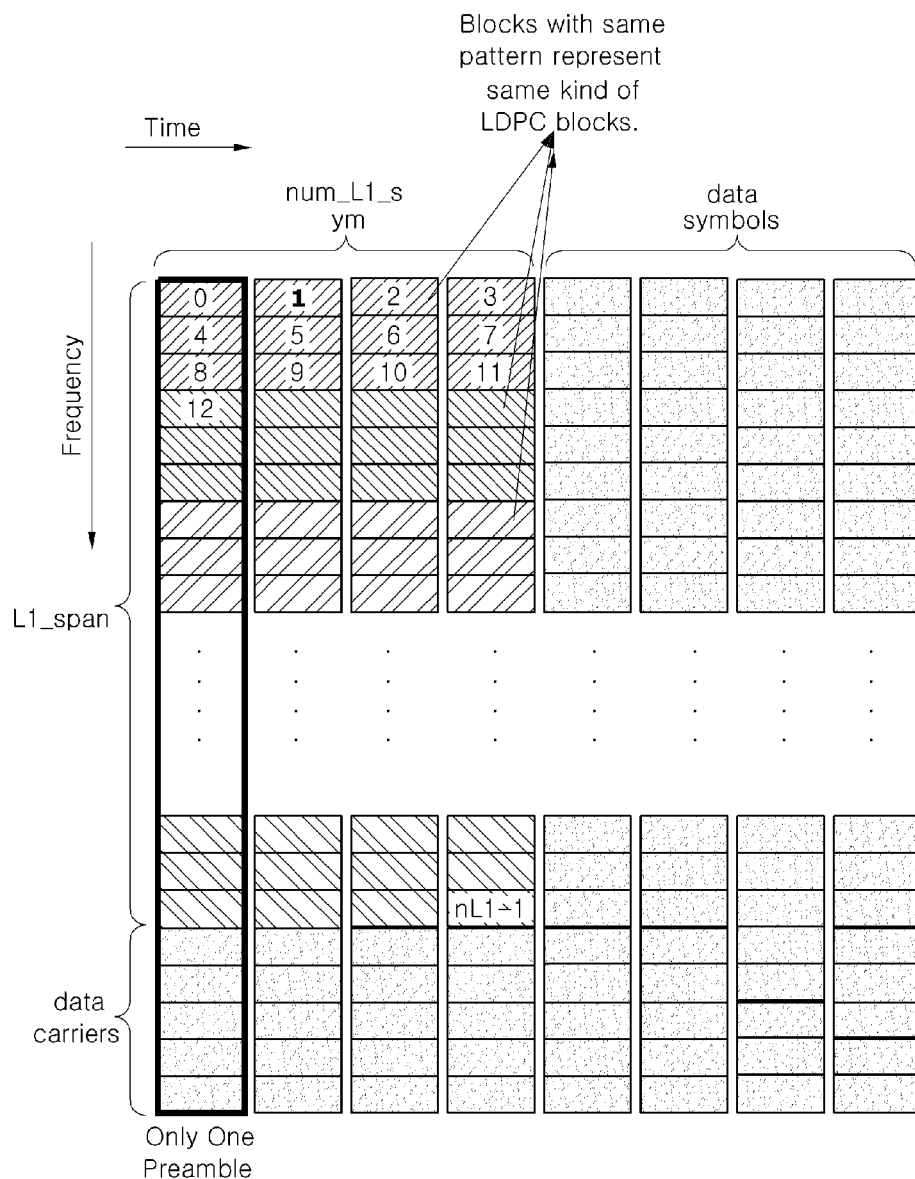 Blocks with same
pattern represent
same kind of
LDPC blocks.
Time
num_L1_s
ym
data
symbols
Frequency
0 1 2 3
4 5 6 7
8 9 10 11
12
L1_span
nL1-1
data
carriers
Only One
Preamble